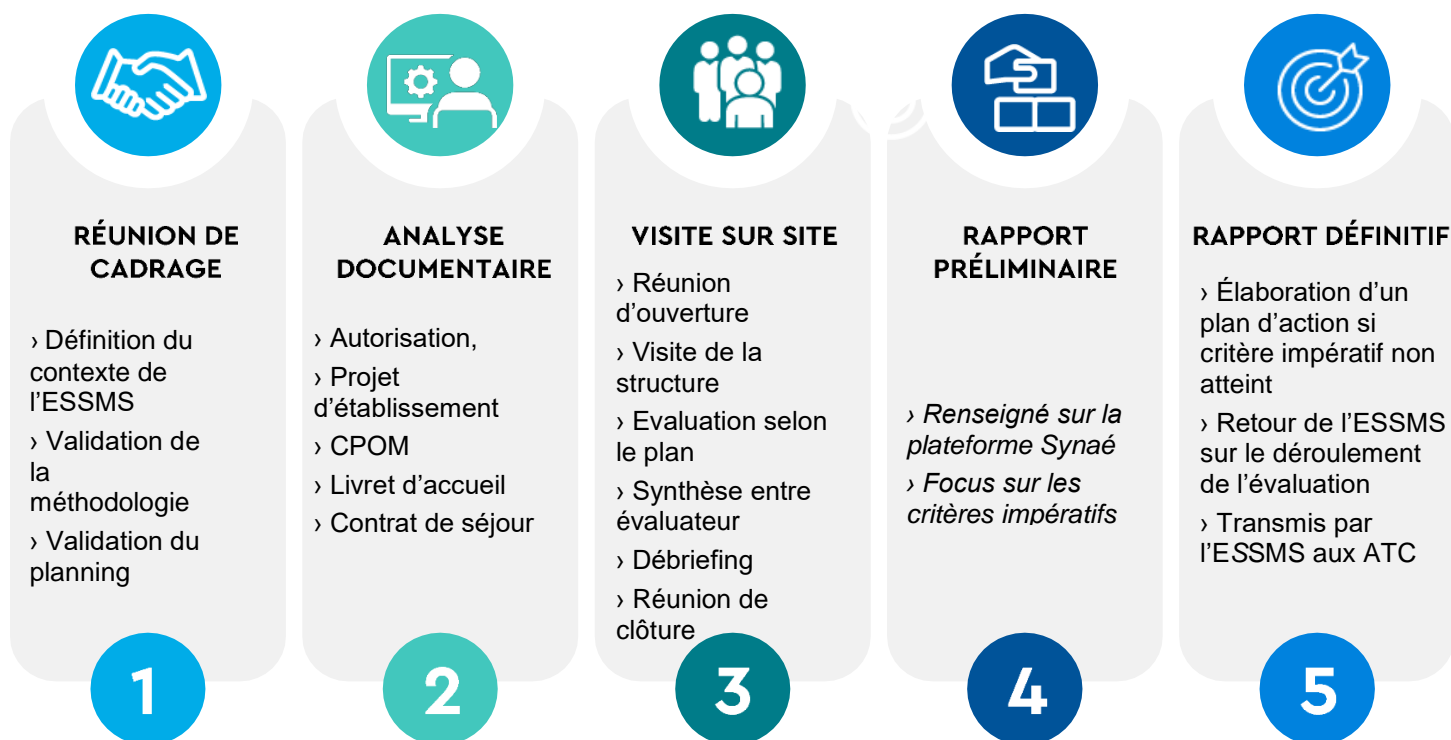 RÉUNION DE
CADRAGE
› Définition du
contexte de
l’ESSMS
› Validation de
la
méthodologie
› Validation du
planning
1
ANALYSE
DOCUMENTAIRE
› Autorisation,
› Projet
d’établissement
› CPOM
› Livret d’accueil
› Contrat de séjour
2
VISITE SUR SITE
› Réunion
d’ouverture
› Visite de la
structure
› Evaluation selon
le plan
› Synthèse entre
évaluateur
› Débriefing
› Réunion de
clôture
3
RAPPORT
PRÉLIMINAIRE
› Renseigné sur la
plateforme Synaé
› Focus sur les
critères impératifs
4
RAPPORT DÉFINITIF
› Élaboration d’un
plan d’action si
critère impératif non
atteint
› Retour de l’ESSMS
sur le déroulement
de l’évaluation
› Transmis par
l’ESSMS aux ATC
5